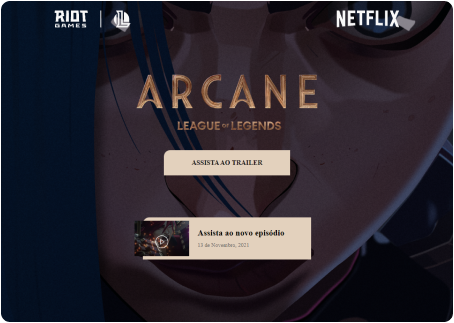 RIOT
GAMES
NETFLIX
ARCANE
LEAGUE OF LEGENDS
ASSISTA AO TRAILER
Assista ao novo episódio
13 de Novembro, 2021